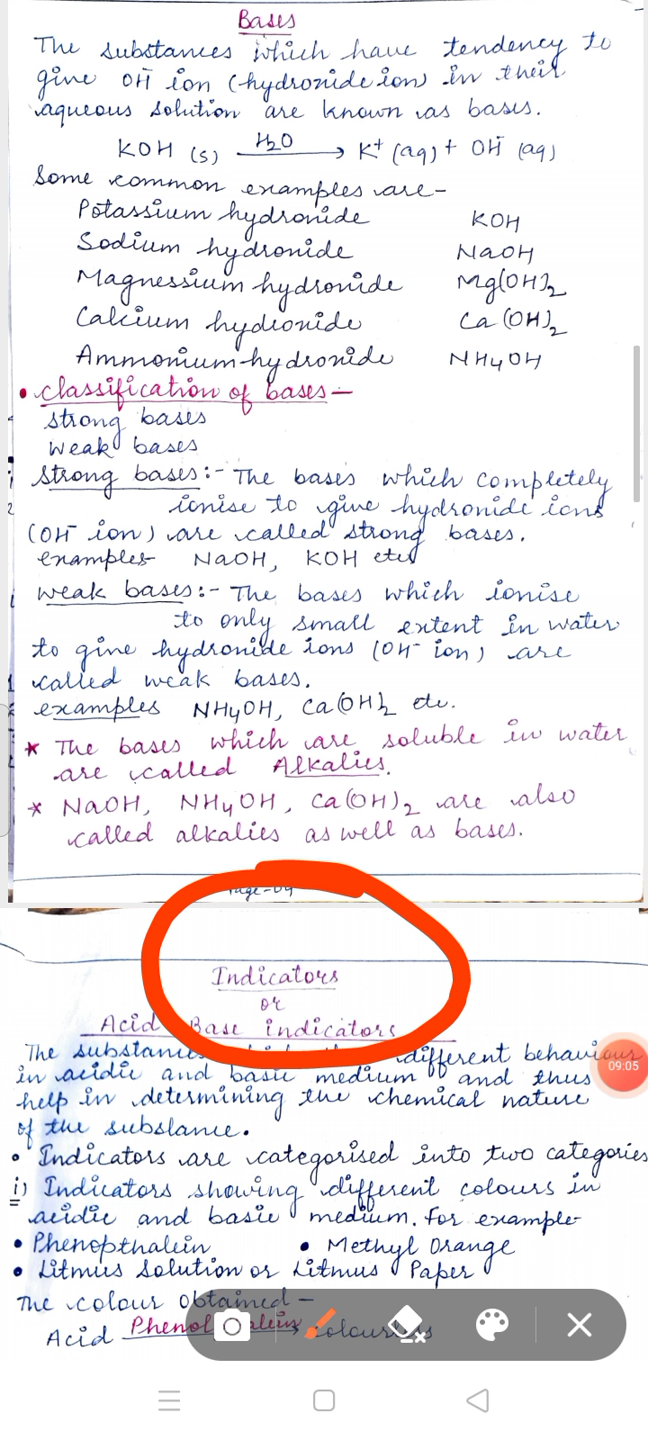 Bases
The substances which have tendency to
give OH⁻ ion (hydroxide ion) in their
aqueous solution are known as bases.
KOH (s) —H₂O→ K⁺ (aq) + OH⁻ (aq)
Some common examples are-
Potassium hydroxide KOH
Sodium hydroxide NaOH
Magnessium hydroxide Mg(OH)₂
Calcium hydroxide Ca(OH)₂
Ammonium hydroxide NH₄OH
• Classification of bases-
Strong bases
Weak bases
Strong bases:- The bases which completely
ionise to give hydroxide ions
(OH⁻ ion) are called strong bases.
examples- NaOH, KOH etc
Weak bases:- The bases which ionise
to only small extent in water
to give hydroxide ions (OH⁻ ion) are
called weak bases.
examples NH₄OH, Ca(OH)₂ etc.
* The bases which are soluble in water
are called Alkalies.
* NaOH, NH₄OH, Ca(OH)₂ are also
called alkalies as well as bases.
Page-04
Indicators
or
Acid Base indicators
The different behaviour
in acidic and basic medium and thus
help in determining the chemical nature
of the substance.
• Indicators are categorised into two categories
i) Indicators showing different colours in
acidic and basic medium. For example-
• Phenopthalein • Methyl Orange
• Litmus Solution or Litmus Paper
The colour obtained-
Acid
09:05